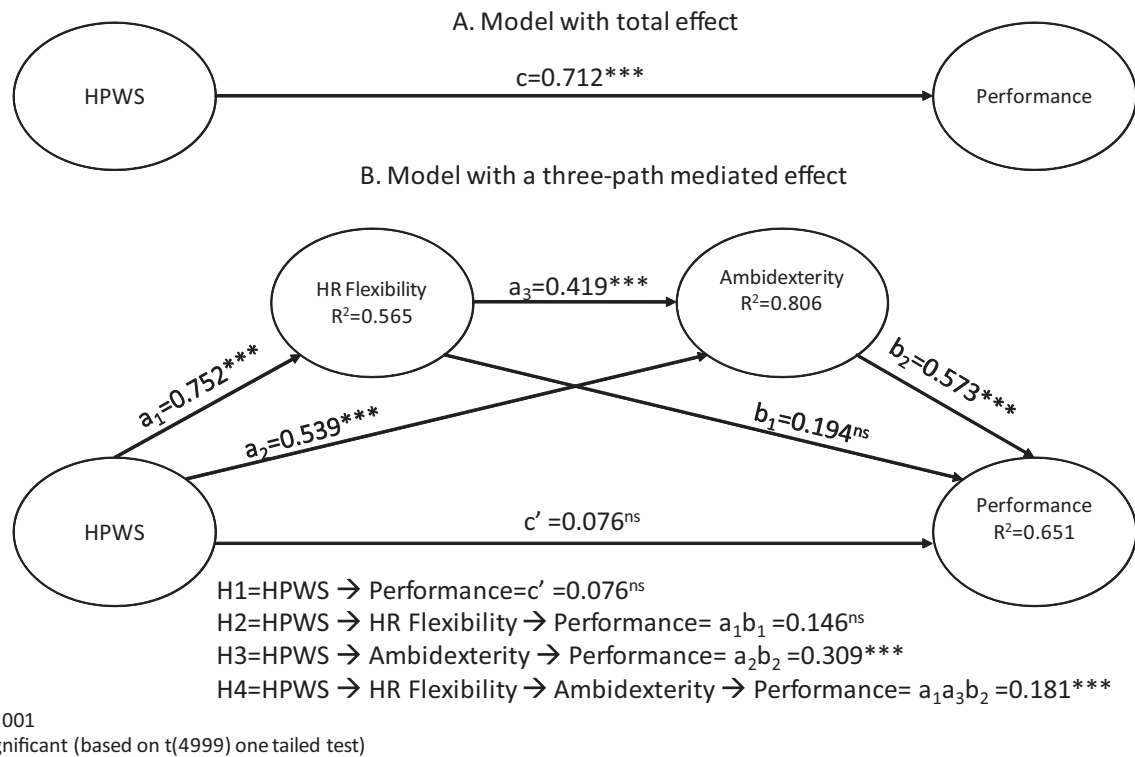 A. Model with total effect
HPWS
c=0.712***
Performance
B. Model with a three-path mediated effect
HR Flexibility
R²=0.565
a₃=0.419***
Ambidexterity
R²=0.806
a₁=0.752***
a₂=0.539***
b₂=0.573***
b₁=0.194ⁿˢ
HPWS
c’ =0.076ⁿˢ
Performance
R²=0.651
H1=HPWS → Performance=c’ =0.076ⁿˢ
H2=HPWS → HR Flexibility → Performance= a₁b₁ =0.146ⁿˢ
H3=HPWS → Ambidexterity → Performance= a₂b₂ =0.309***
H4=HPWS → HR Flexibility → Ambidexterity → Performance= a₁a₃b₂ =0.181***
001
gnificant (based on t(4999) one tailed test)